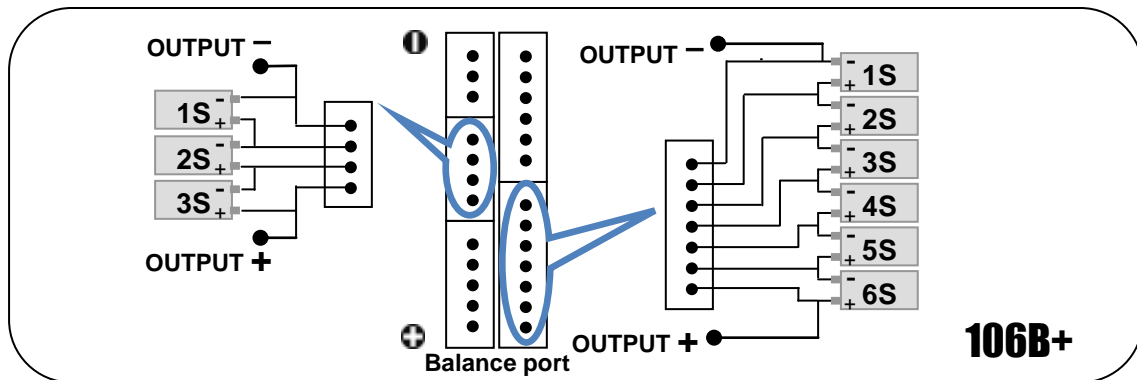 OUTPUT −
1S - +
2S - +
3S - +
OUTPUT +
Balance port
OUTPUT −
- 1S +
- 2S +
- 3S +
- 4S +
- 5S +
- 6S +
OUTPUT +
106B+